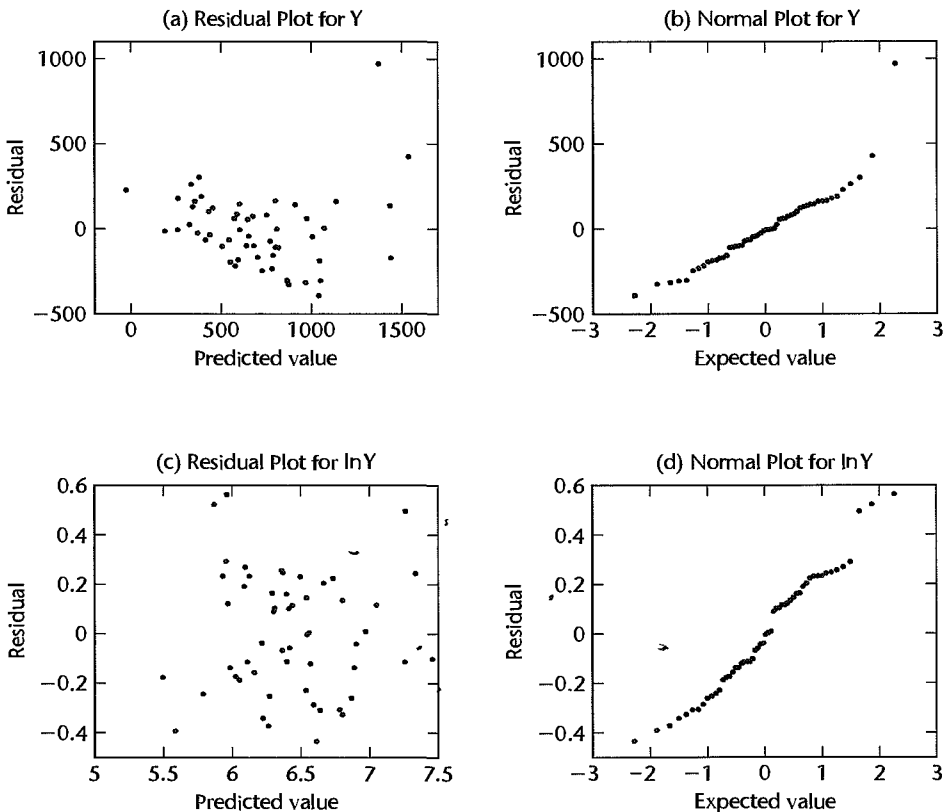 (a) Residual Plot for Y
1000
500
0
−500
Residual
0 500 1000 1500
Predicted value
(b) Normal Plot for Y
1000
500
0
−500
Residual
−3 −2 −1 0 1 2 3
Expected value
(c) Residual Plot for lnY
0.6
0.4
0.2
0
−0.2
−0.4
Residual
5 5.5 6 6.5 7 7.5
Predicted value
(d) Normal Plot for lnY
0.6
0.4
0.2
0
−0.2
−0.4
Residual
−3 −2 −1 0 1 2 3
Expected value